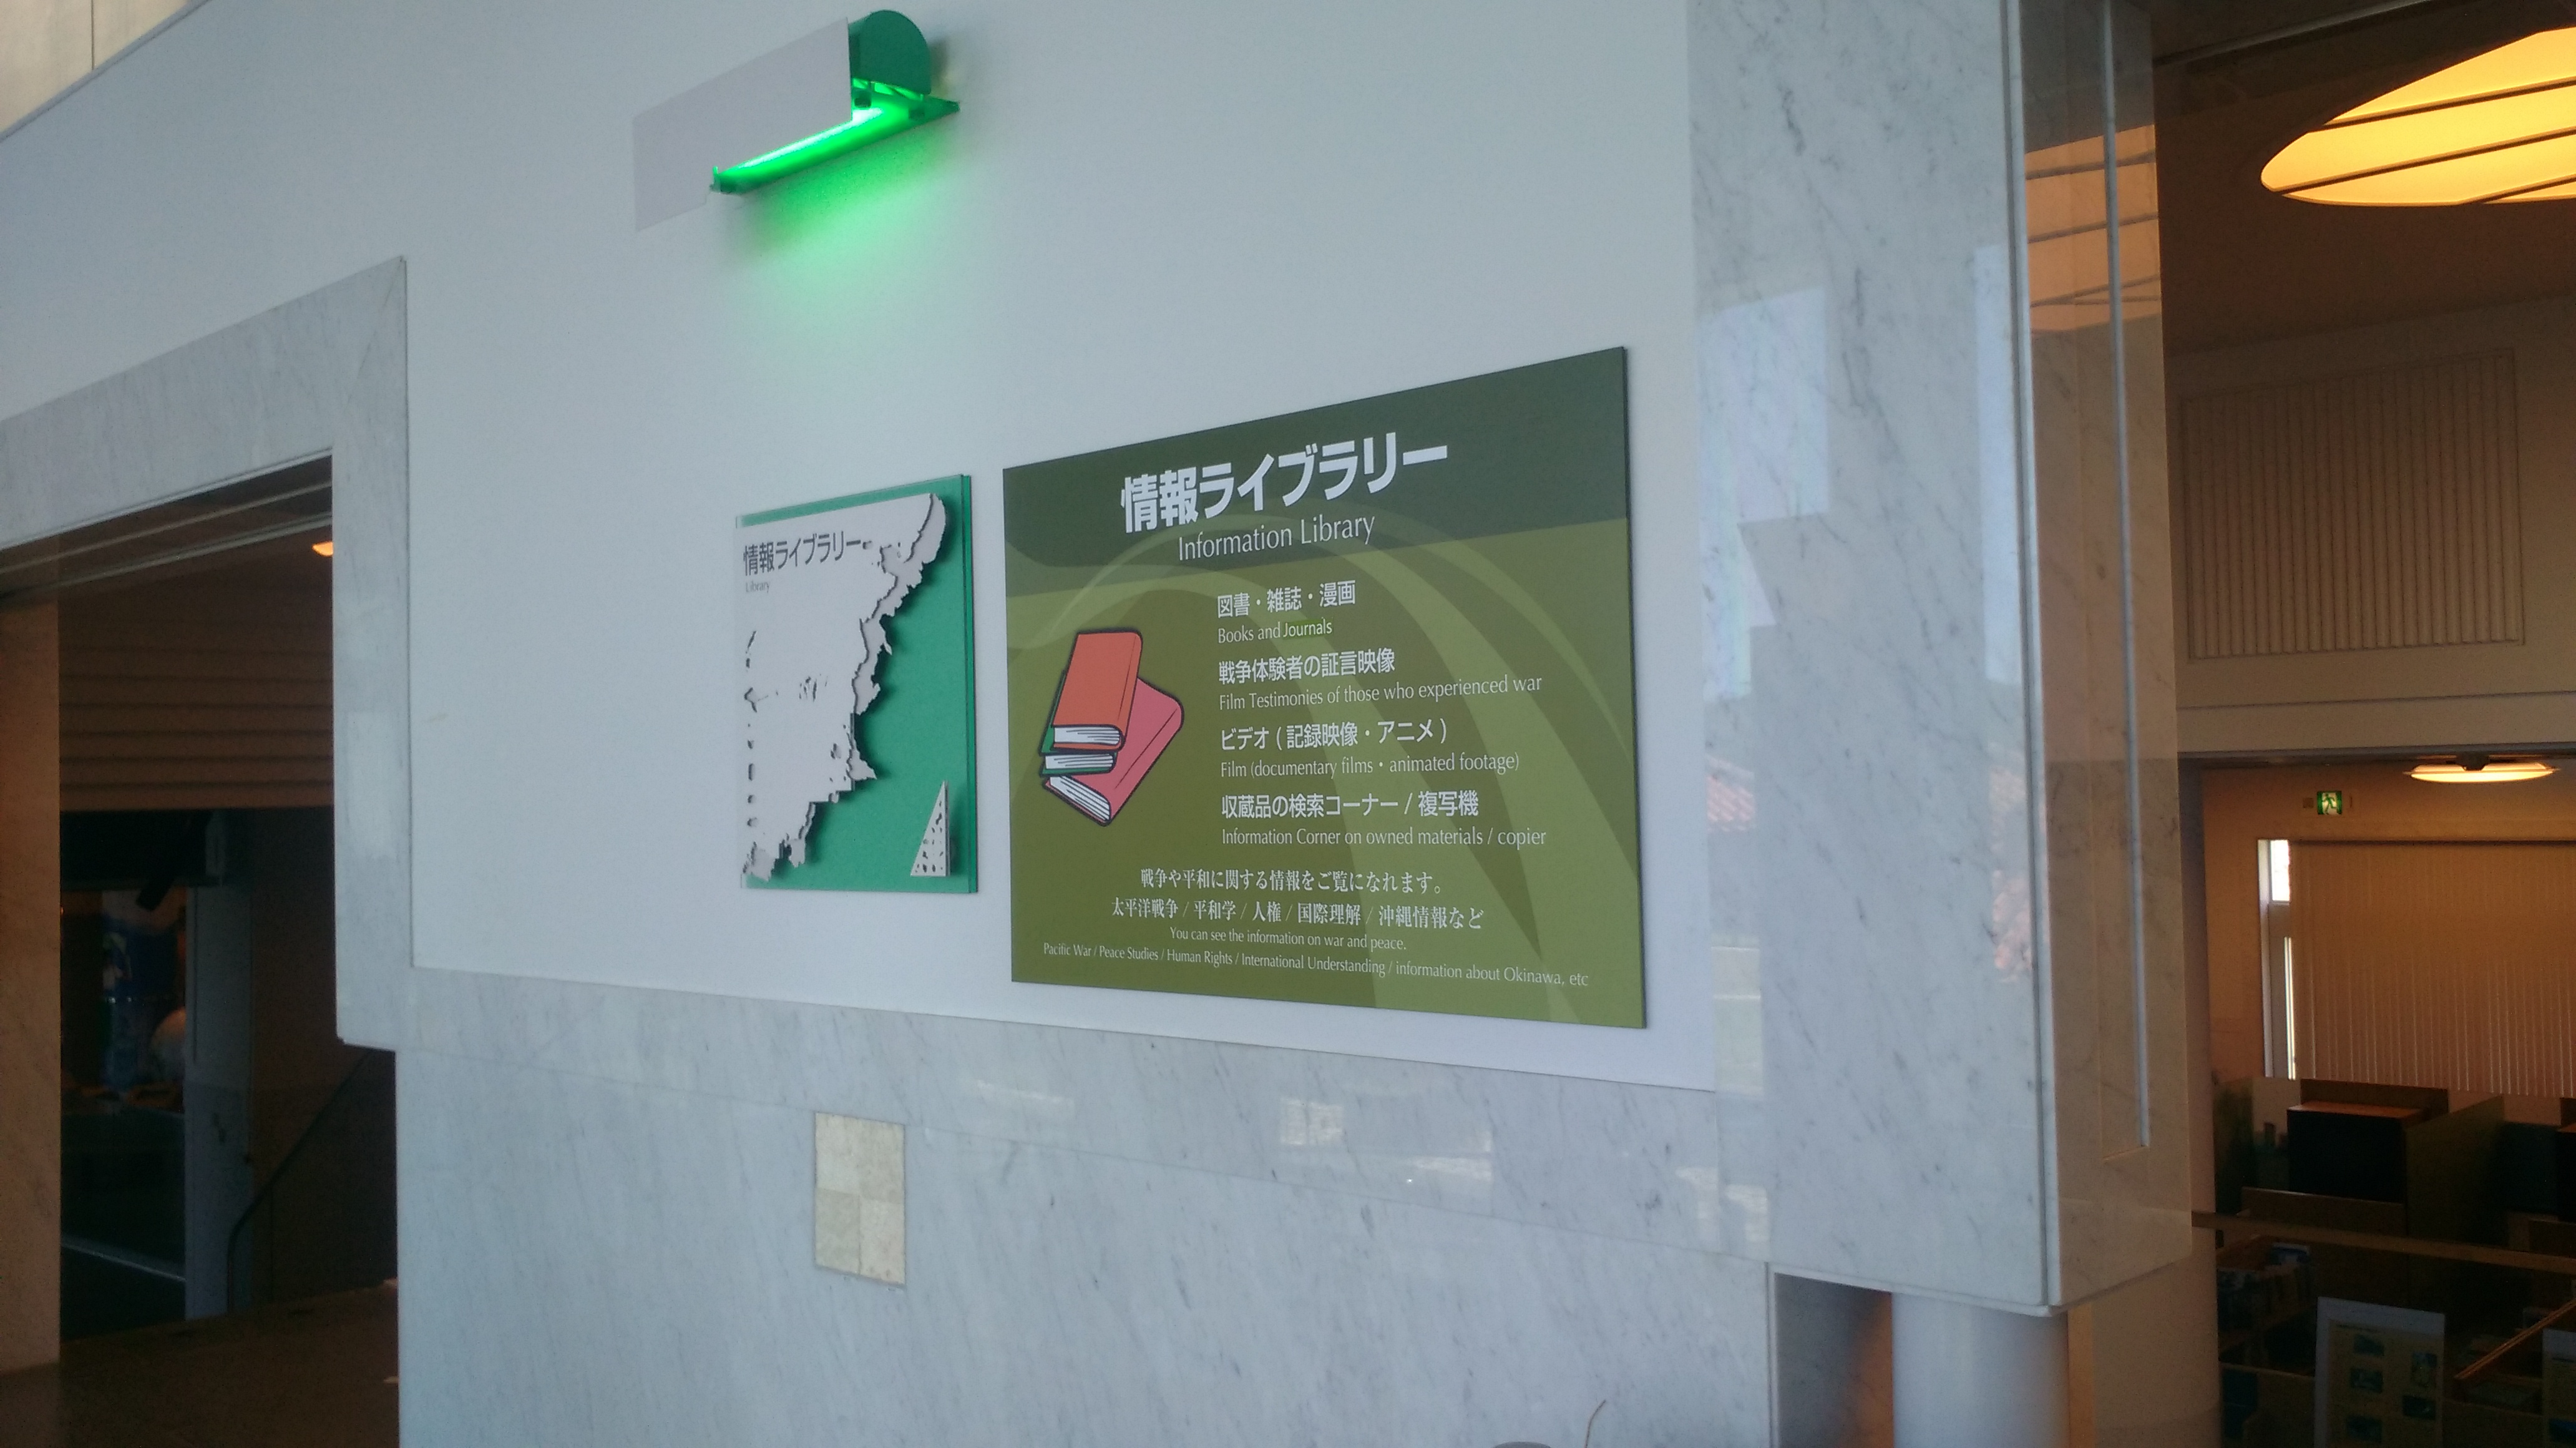 情報ライブラリー
Library
情報ライブラリー
Information Library
図書・雑誌・漫画
Books and Journals
戦争体験者の証言映像
Film Testimonies of those who experienced war
ビデオ ( 記録映像・アニメ )
Film (documentary films・animated footage)
収蔵品の検索コーナー / 複写機
Information Corner on owned materials / copier
戦争や平和に関する情報をご覧になれます。
太平洋戦争 / 平和学 / 人権 / 国際理解 / 沖縄情報など
You can see the information on war and peace.
Pacific War / Peace Studies / Human Rights / International Understanding / information about Okinawa, etc